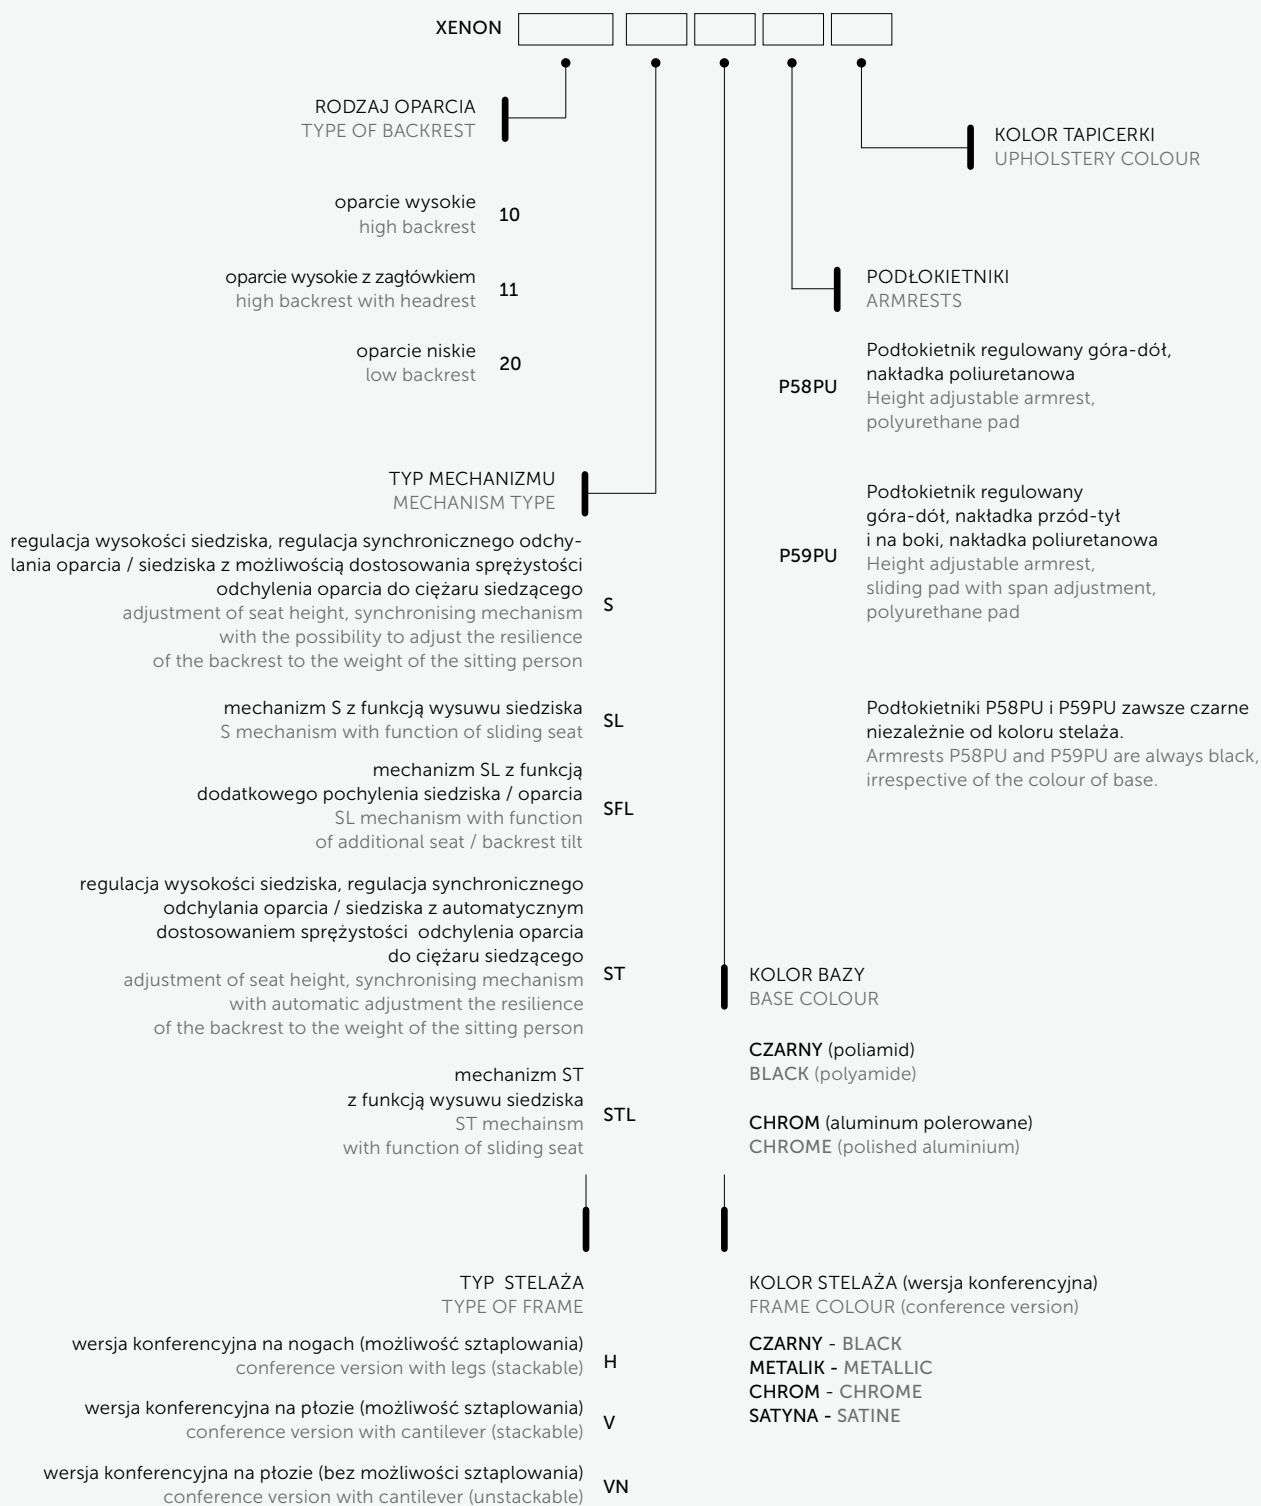 XENON
RODZAJ OPARCIA
TYPE OF BACKREST
oparcie wysokie
high backrest
10
oparcie wysokie z zagłówkiem
high backrest with headrest
11
oparcie niskie
low backrest
20
KOLOR TAPICERKI
UPHOLSTERY COLOUR
PODŁOKIETNIKI
ARMRESTS
P58PU
Podłokietnik regulowany góra-dół,
nakładka poliuretanowa
Height adjustable armrest,
polyurethane pad
P59PU
Podłokietnik regulowany
góra-dół, nakładka przód-tył
i na boki, nakładka poliuretanowa
Height adjustable armrest,
sliding pad with span adjustment,
polyurethane pad
Podłokietniki P58PU i P59PU zawsze czarne
niezależnie od koloru stelaża.
Armrests P58PU and P59PU are always black,
irrespective of the colour of base.
TYP MECHANIZMU
MECHANISM TYPE
regulacja wysokości siedziska, regulacja synchronicznego odchy-
lania oparcia / siedziska z możliwością dostosowania sprężystości
odchylenia oparcia do ciężaru siedzącego
adjustment of seat height, synchronising mechanism
with the possibility to adjust the resilience
of the backrest to the weight of the sitting person
S
mechanizm S z funkcją wysuwu siedziska
S mechanism with function of sliding seat
SL
mechanizm SL z funkcją
dodatkowego pochylenia siedziska / oparcia
SL mechanism with function
of additional seat / backrest tilt
SFL
regulacja wysokości siedziska, regulacja synchronicznego
odchylania oparcia / siedziska z automatycznym
dostosowaniem sprężystości odchylenia oparcia
do ciężaru siedzącego
adjustment of seat height, synchronising mechanism
with automatic adjustment the resilience
of the backrest to the weight of the sitting person
ST
mechanizm ST
z funkcją wysuwu siedziska
ST mechainsm
with function of sliding seat
STL
KOLOR BAZY
BASE COLOUR
CZARNY (poliamid)
BLACK (polyamide)
CHROM (aluminum polerowane)
CHROME (polished aluminium)
TYP STELAŻA
TYPE OF FRAME
wersja konferencyjna na nogach (możliwość sztaplowania)
conference version with legs (stackable)
H
wersja konferencyjna na płozie (możliwość sztaplowania)
conference version with cantilever (stackable)
V
wersja konferencyjna na płozie (bez możliwości sztaplowania)
conference version with cantilever (unstackable)
VN
KOLOR STELAŻA (wersja konferencyjna)
FRAME COLOUR (conference version)
CZARNY - BLACK
METALIK - METALLIC
CHROM - CHROME
SATYNA - SATINE